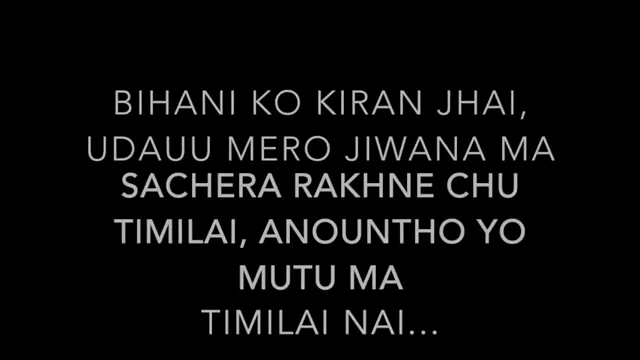 BIHANI KO KIRAN JHAI,
UDAUU MERO JIWANA MA
SACHERA RAKHNE CHU
TIMILAI, ANOUNTHO YO
MUTU MA
TIMILAI NAI...